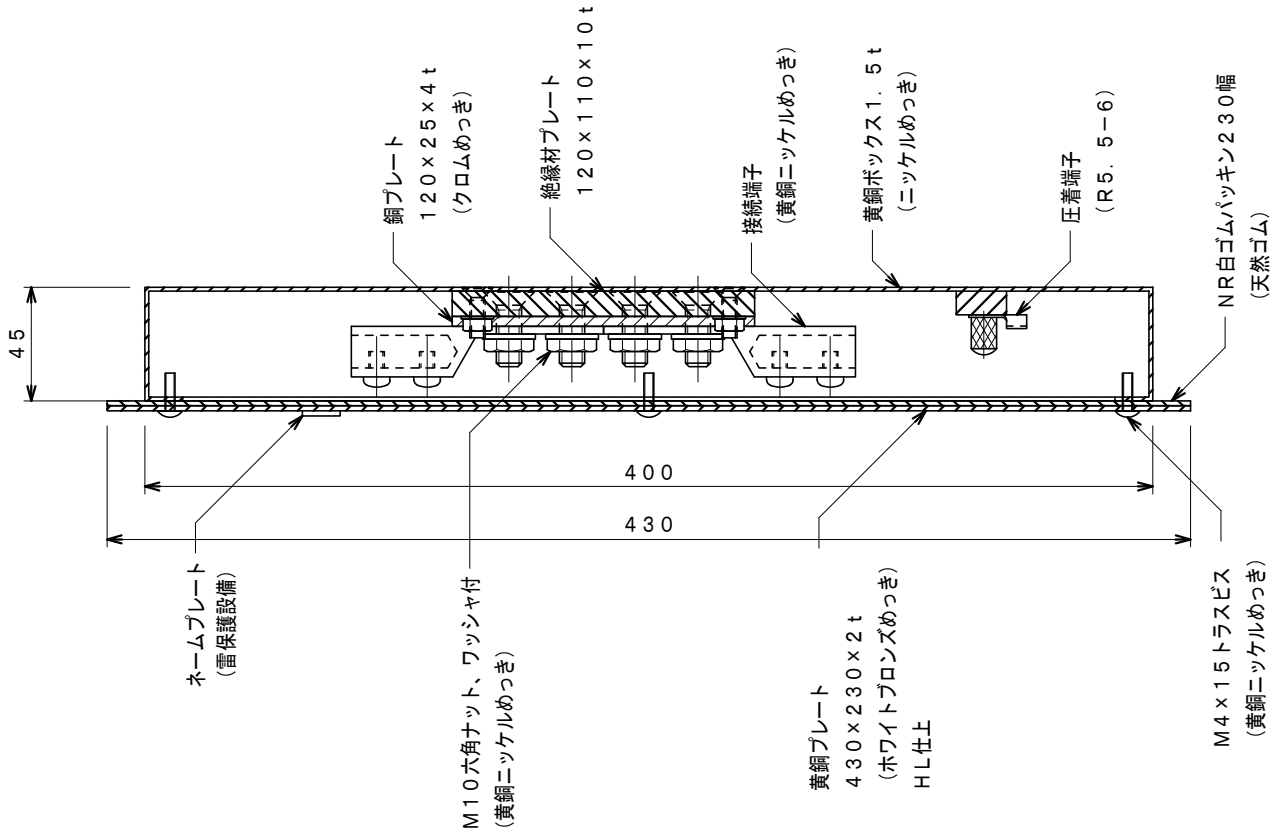 45
銅プレート
120×25×4t
(クロムめっき)
絶縁材プレート
120×110×10t
接続端子
(黄銅ニッケルめっき)
黄銅ボックス1.5t
(ニッケルめっき)
圧着端子
(R5.5-6)
NR白ゴムパッキン230幅
(天然ゴム)
400
430
ネームプレート
(雷保護設備)
M10六角ナット、ワッシャ付
(黄銅ニッケルめっき)
黄銅プレート
430×230×2t
(ホワイトブロンズめっき)
HL仕上
M4×15トラスビス
(黄銅ニッケルめっき)